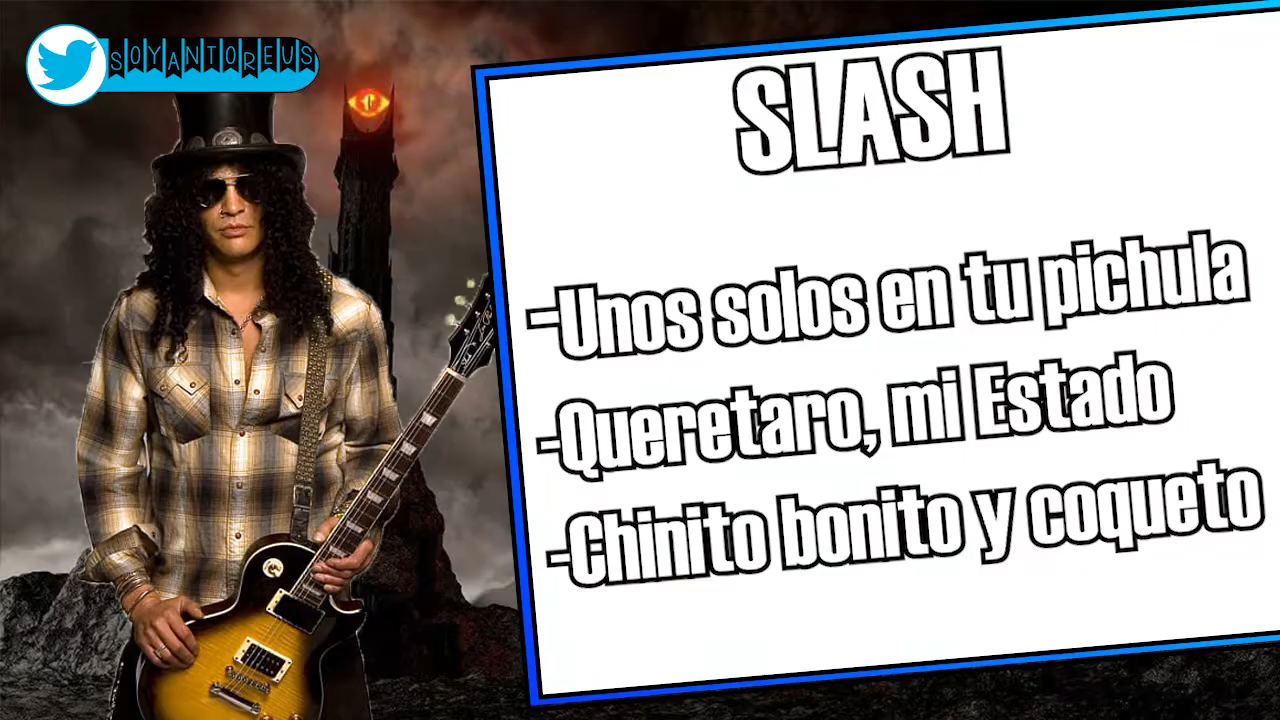 SOYANTOREUS
SLASH
-Unos solos en tu pichula
-Queretaro, mi Estado
-Chinito bonito y coqueto